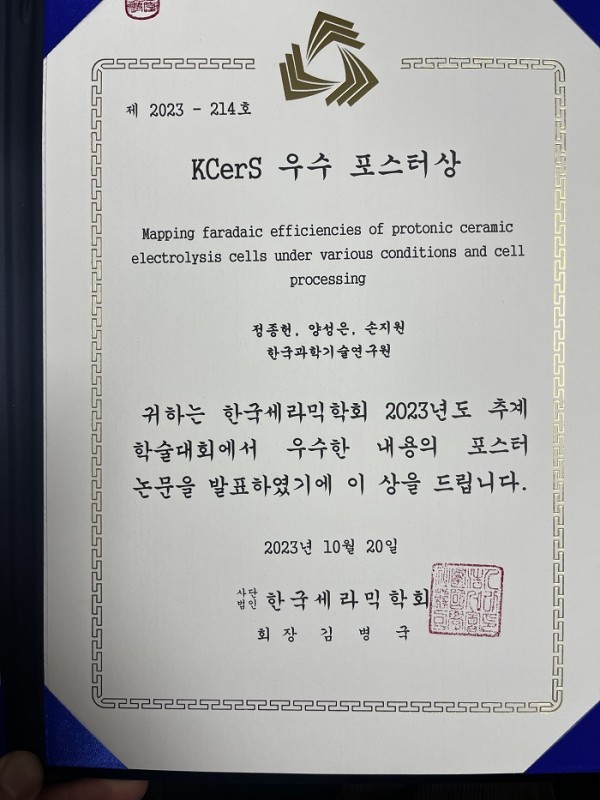 제 2023 - 214호
KCerS 우수 포스터상
Mapping faradaic efficiencies of protonic ceramic
electrolysis cells under various conditions and cell
processing
정종헌, 양성은, 손지원
한국과학기술연구원
귀하는 한국세라믹학회 2023년도 추계
학술대회에서 우수한 내용의 포스터
논문을 발표하였기에 이 상을 드립니다.
2023년 10월 20일
사단법인 한국세라믹학회
회장 김병국